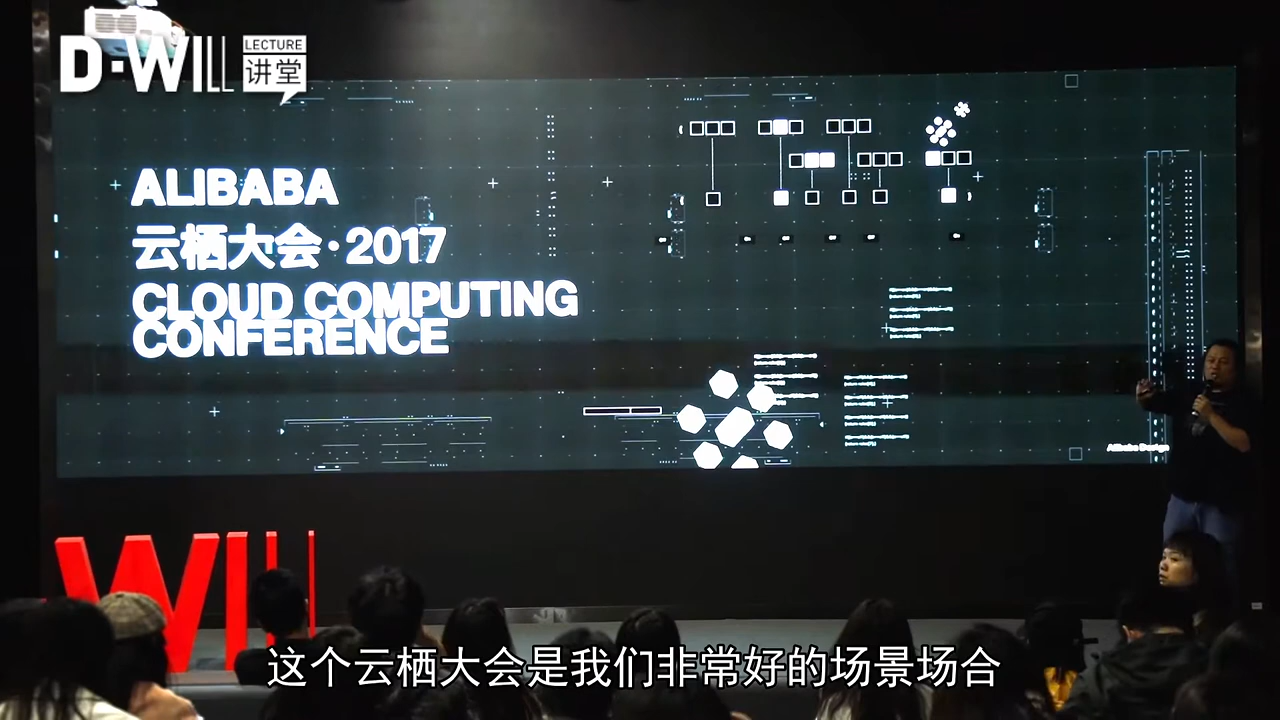 D·WILL
LECTURE
讲堂
ALIBABA
云栖大会·2017
CLOUD COMPUTING
CONFERENCE
Alibaba Design
WILL
这个云栖大会是我们非常好的场景场合